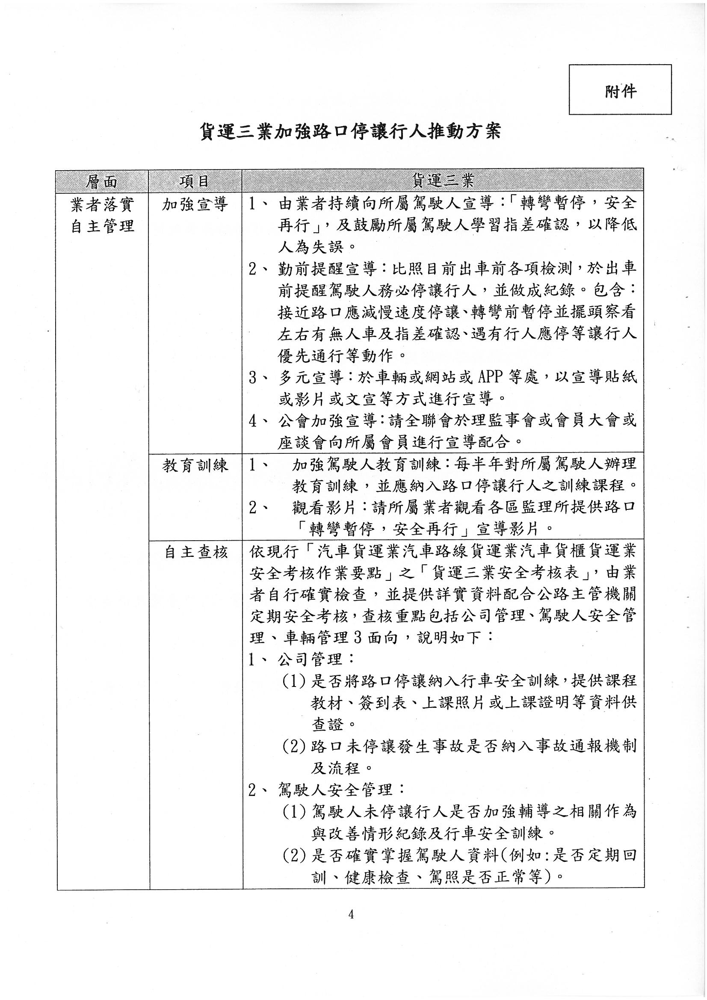 附件
貨運三業加強路口停讓行人推動方案
層面 項目 貨運三業
業者落實 加強宣導 1、由業者持續向所屬駕駛人宣導：「轉彎暫停，安全
自主管理 再行」，及鼓勵所屬駕駛人學習指差確認，以降低
人為失誤。
2、勤前提醒宣導：比照目前出車前各項檢測，於出車
前提醒駕駛人務必停讓行人，並做成紀錄。包含：
接近路口應減慢速度停讓、轉彎前暫停並擺頭察看
左右有無人車及指差確認、遇有行人應停等讓行人
優先通行等動作。
3、多元宣導：於車輛或網站或 APP 等處，以宣導貼紙
或影片或文宣等方式進行宣導。
4、公會加強宣導：請全聯會於理監事會或會員大會或
座談會向所屬會員進行宣導配合。
教育訓練 1、加強駕駛人教育訓練：每半年對所屬駕駛人辦理
教育訓練，並應納入路口停讓行人之訓練課程。
2、觀看影片：請所屬業者觀看各區監理所提供路口
「轉彎暫停，安全再行」宣導影片。
自主查核 依現行「汽車貨運業汽車路線貨運業汽車貨櫃貨運業
安全考核作業要點」之「貨運三業安全考核表」，由業
者自行確實檢查，並提供詳實資料配合公路主管機關
定期安全考核，查核重點包括公司管理、駕駛人安全管
理、車輛管理 3 面向，說明如下：
1、公司管理：
(1)是否將路口停讓納入行車安全訓練，提供課程
教材、簽到表、上課照片或上課證明等資料供
查證。
(2)路口未停讓發生事故是否納入事故通報機制
及流程。
2、駕駛人安全管理：
(1)駕駛人未停讓行人是否加強輔導之相關作為
與改善情形紀錄及行車安全訓練。
(2)是否確實掌握駕駛人資料(例如:是否定期回
訓、健康檢查、駕照是否正常等)。
4